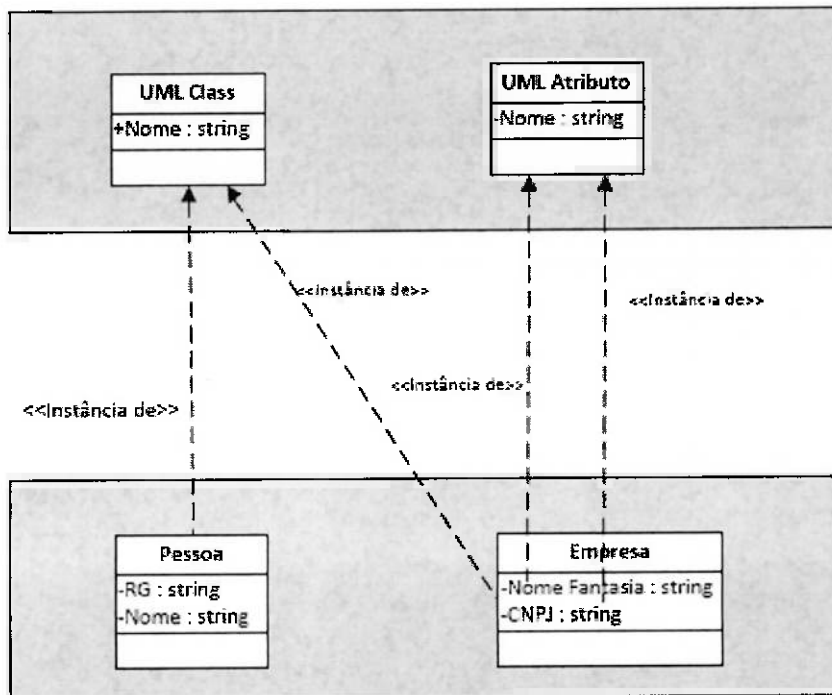 UML Class
+Nome : string
UML Atributo
-Nome : string
<<Instância de>>
<<Instância de>>
<<Instância de>>
<<Instância de>>
Pessoa
-RG : string
-Nome : string
Empresa
-Nome Fantasia : string
-CNPJ : string